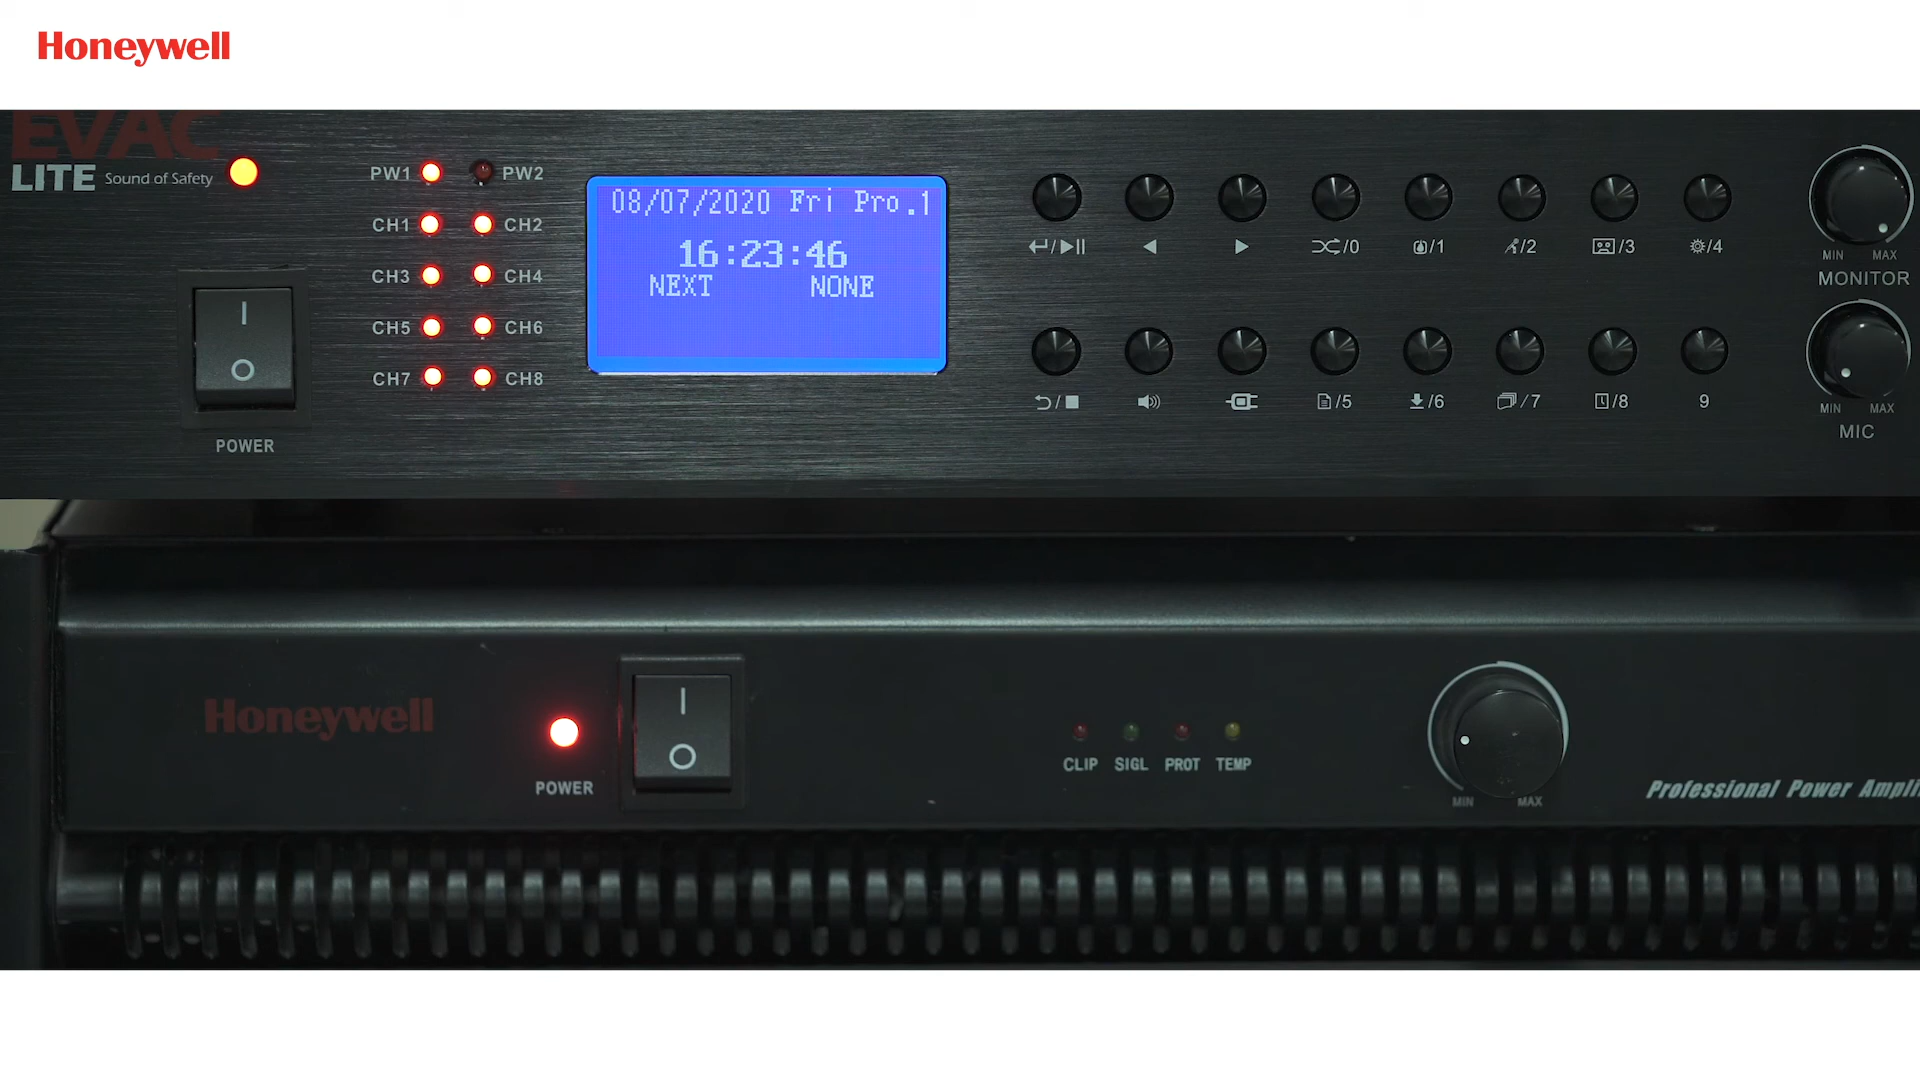 Honeywell
EVAC
LITE Sound of Safety
PW1 PW2
CH1 CH2
CH3 CH4
CH5 CH6
CH7 CH8
POWER
08/07/2020 Fri Pro.1
16:23:46
NEXT NONE
/0 /1 /2 /3 /4
/5 /6 /7 /8 9
MIN MAX
MONITOR
MIN MAX
MIC
Honeywell
POWER
CLIP SIGL PROT TEMP
MIN MAX
Professional Power Amplifi